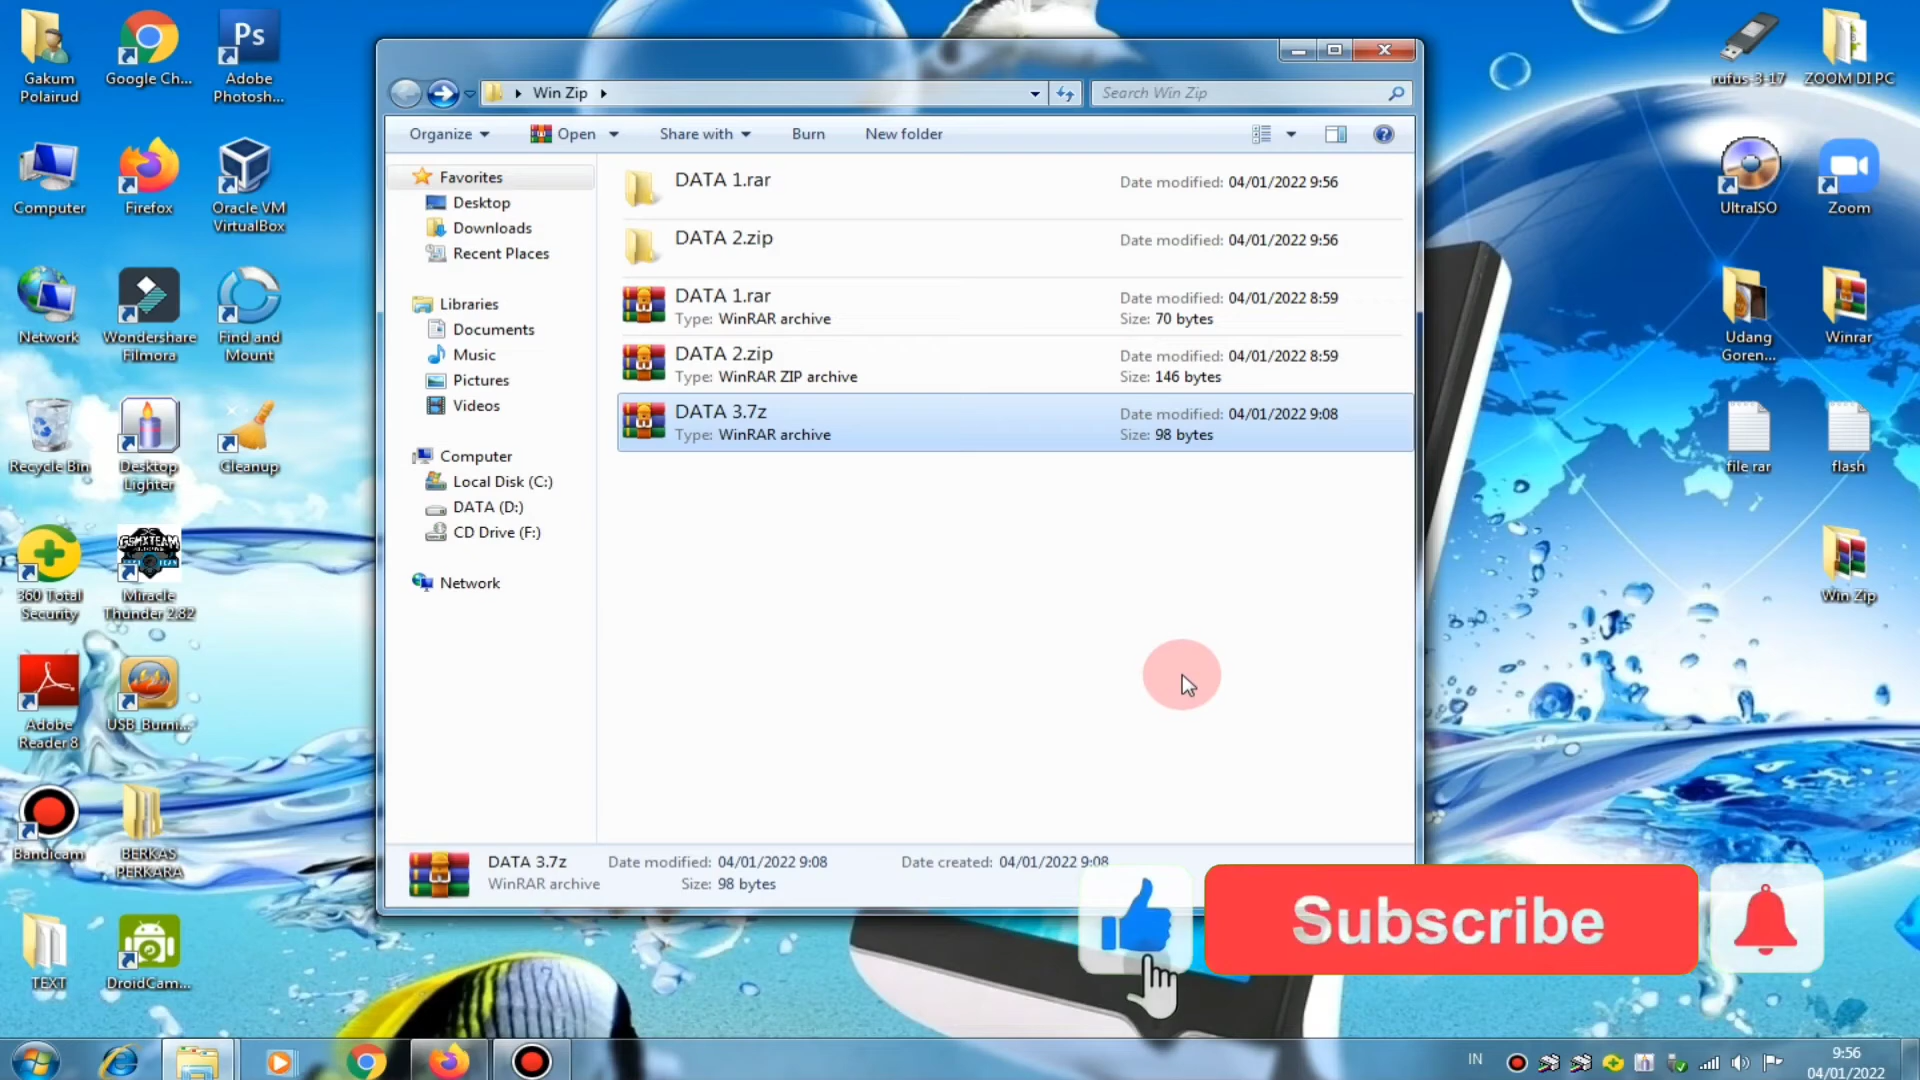 Gakum
Polairud
Google Ch...
Adobe
Photosh...
Ps
Computer
Firefox
Oracle VM
VirtualBox
Network
Wondershare
Filmora
Find and
Mount
Recycle Bin
Desktop
Lighter
Cleanup
360 Total
Security
GSMXTEAM
Miracle
Thunder 2.82
Adobe
Reader 8
USB_Burni...
Bandicam
BERKAS
PERKARA
TEXT
DroidCam...
Win Zip
Search Win Zip
Organize
Open
Share with
Burn
New folder
Favorites
Desktop
Downloads
Recent Places
Libraries
Documents
Music
Pictures
Videos
Computer
Local Disk (C:)
DATA (D:)
CD Drive (F:)
Network
DATA 1.rar
Date modified: 04/01/2022 9:56
DATA 2.zip
Date modified: 04/01/2022 9:56
DATA 1.rar
Type: WinRAR archive
Date modified: 04/01/2022 8:59
Size: 70 bytes
DATA 2.zip
Type: WinRAR ZIP archive
Date modified: 04/01/2022 8:59
Size: 146 bytes
DATA 3.7z
Type: WinRAR archive
Date modified: 04/01/2022 9:08
Size: 98 bytes
DATA 3.7z Date modified: 04/01/2022 9:08 Date created: 04/01/2022 9:08
WinRAR archive Size: 98 bytes
Subscribe
rufus-3-17
ZOOM DI PC
UltraISO
Zoom
Udang
Goren...
Winrar
file rar
flash
Win Zip
IN
9:56
04/01/2022